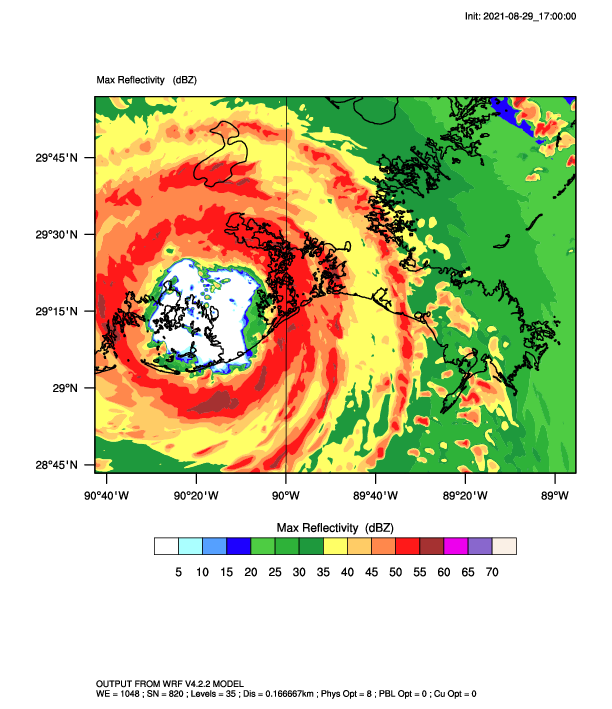 Init: 2021-08-29_17:00:00
Max Reflectivity (dBZ)
29°45'N
29°30'N
29°15'N
29°N
28°45'N
90°40'W 90°20'W 90°W 89°40'W 89°20'W 89°W
Max Reflectivity (dBZ)
5 10 15 20 25 30 35 40 45 50 55 60 65 70
OUTPUT FROM WRF V4.2.2 MODEL
WE = 1048 ; SN = 820 ; Levels = 35 ; Dis = 0.166667km ; Phys Opt = 8 ; PBL Opt = 0 ; Cu Opt = 0